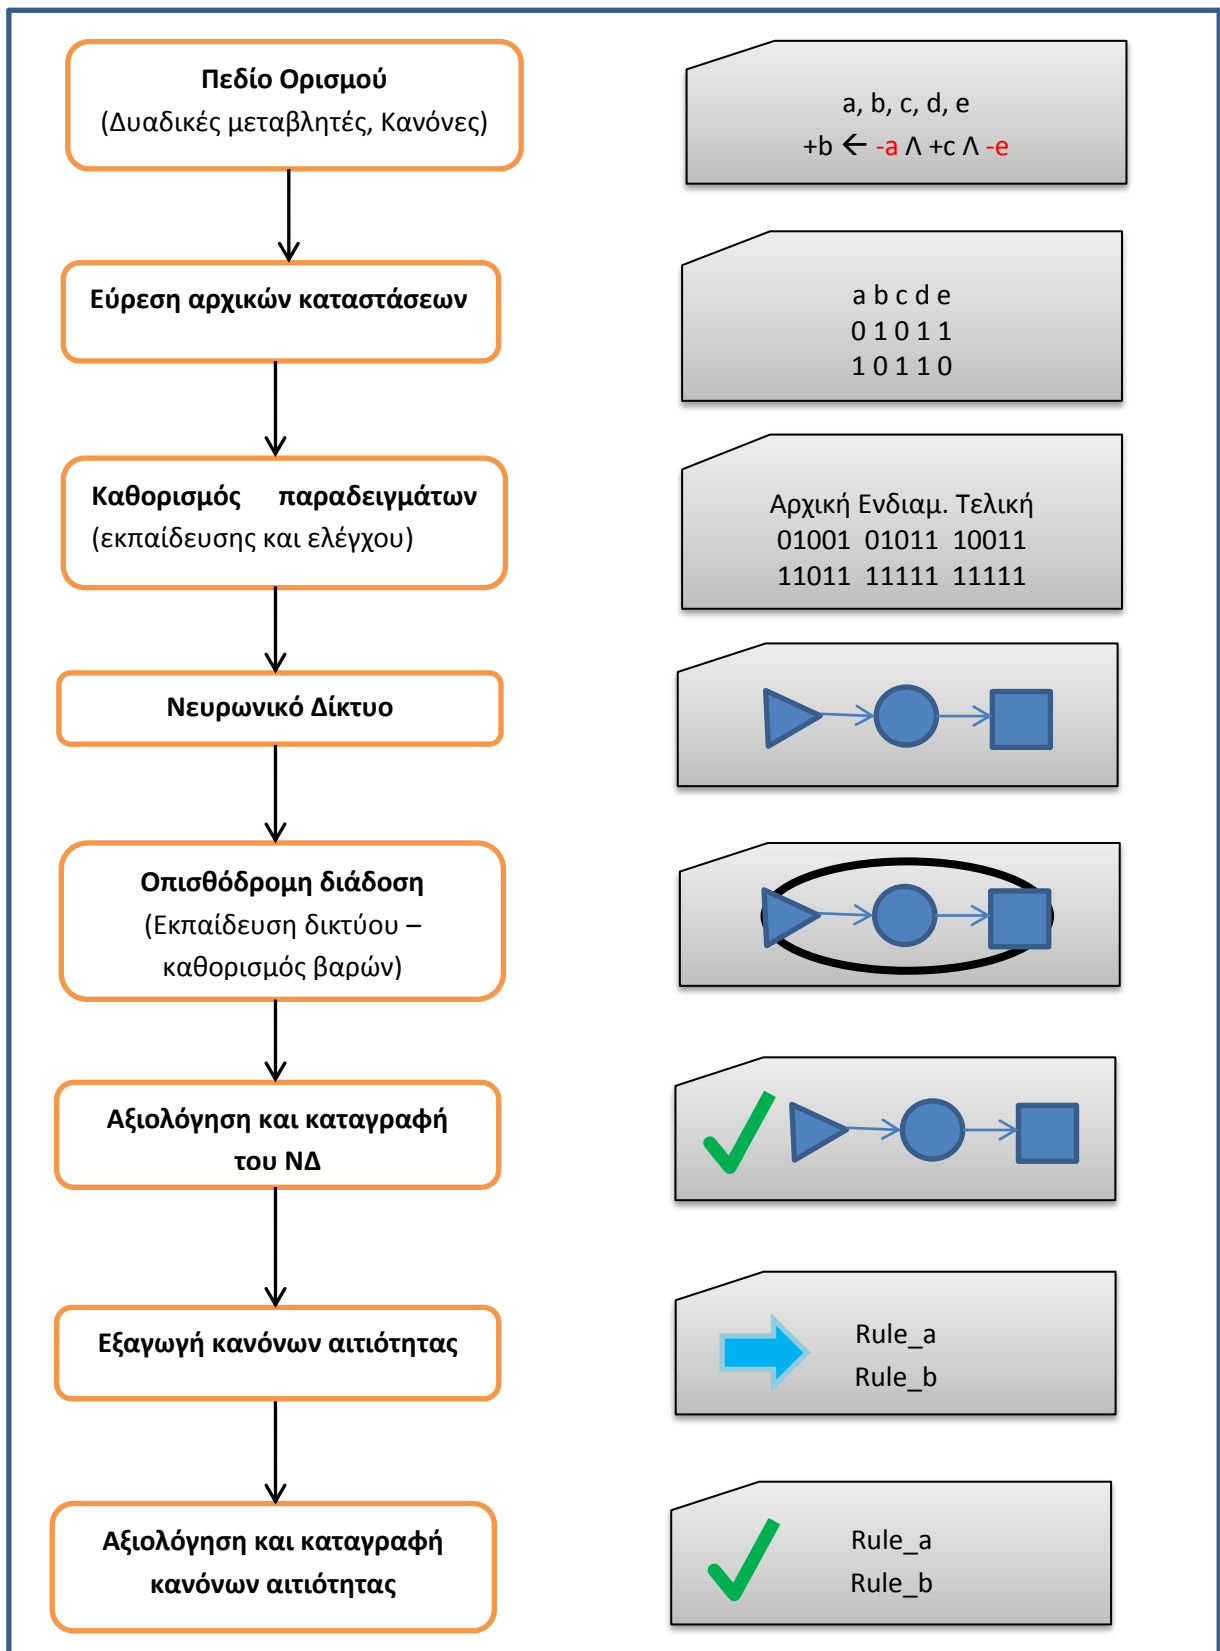 Πεδίο Ορισμού
(Δυαδικές μεταβλητές, Κανόνες)
a, b, c, d, e
+b ← -a Λ +c Λ -e
Εύρεση αρχικών καταστάσεων
a b c d e
0 1 0 1 1
1 0 1 1 0
Καθορισμός παραδειγμάτων
(εκπαίδευσης και ελέγχου)
Αρχική Ενδιαμ. Τελική
01001 01011 10011
11011 11111 11111
Νευρωνικό Δίκτυο
Οπισθόδρομη διάδοση
(Εκπαίδευση δικτύου –
καθορισμός βαρών)
Αξιολόγηση και καταγραφή
του ΝΔ
Εξαγωγή κανόνων αιτιότητας
Rule_a
Rule_b
Αξιολόγηση και καταγραφή
κανόνων αιτιότητας
Rule_a
Rule_b